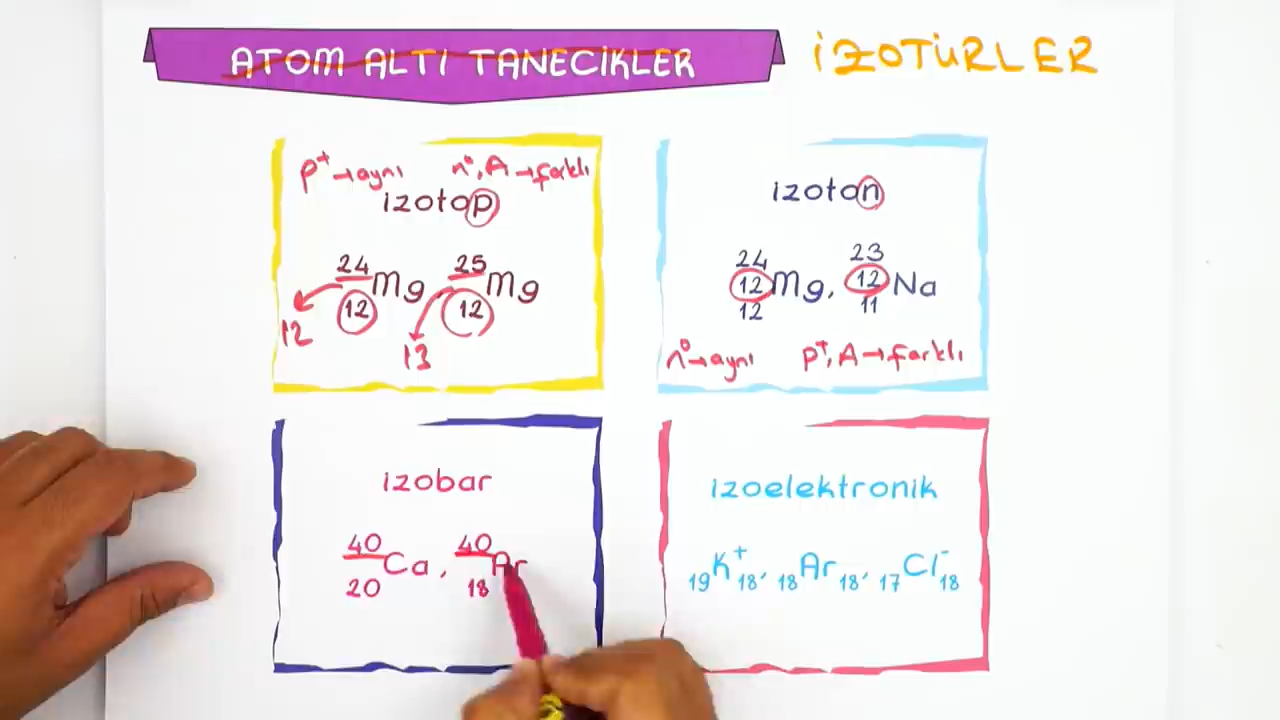 ATOM ALTI TANECİKLER
İZOTÜRLER
p⁺→aynı n⁰,A→farklı
izotop
24 25
Mg, Mg
12 12
12 13
izoton
24 23
12 Mg, 12 Na
12 11
n⁰→aynı p⁺,A→farklı
izobar
40 40
Ca, Ar
20 18
izoelektronik
₁₉K⁺₁₈, ₁₈Ar₁₈, ₁₇Cl⁻₁₈